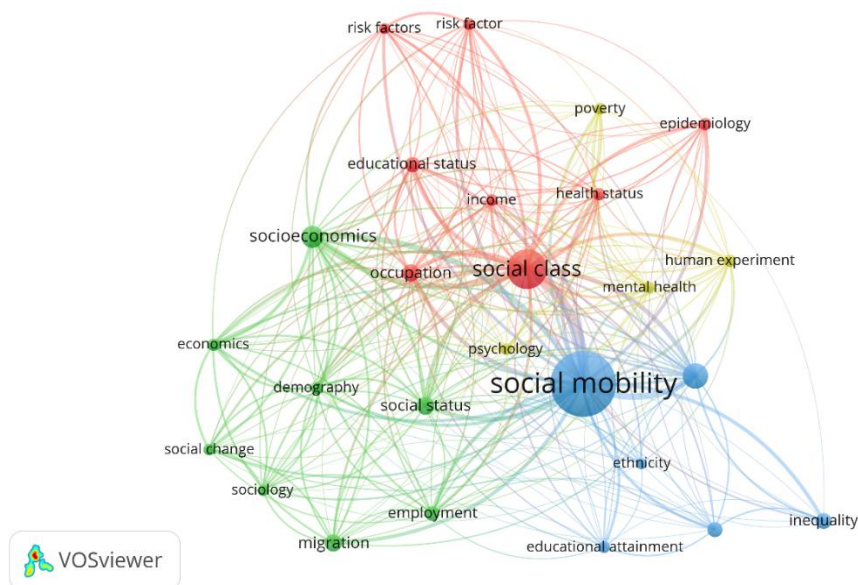 risk factors
risk factor
poverty
epidemiology
educational status
income
health status
socioeconomics
social class
human experiment
occupation
mental health
economics
psychology
demography
social mobility
social status
social change
ethnicity
sociology
employment
inequality
migration
educational attainment
VOSviewer